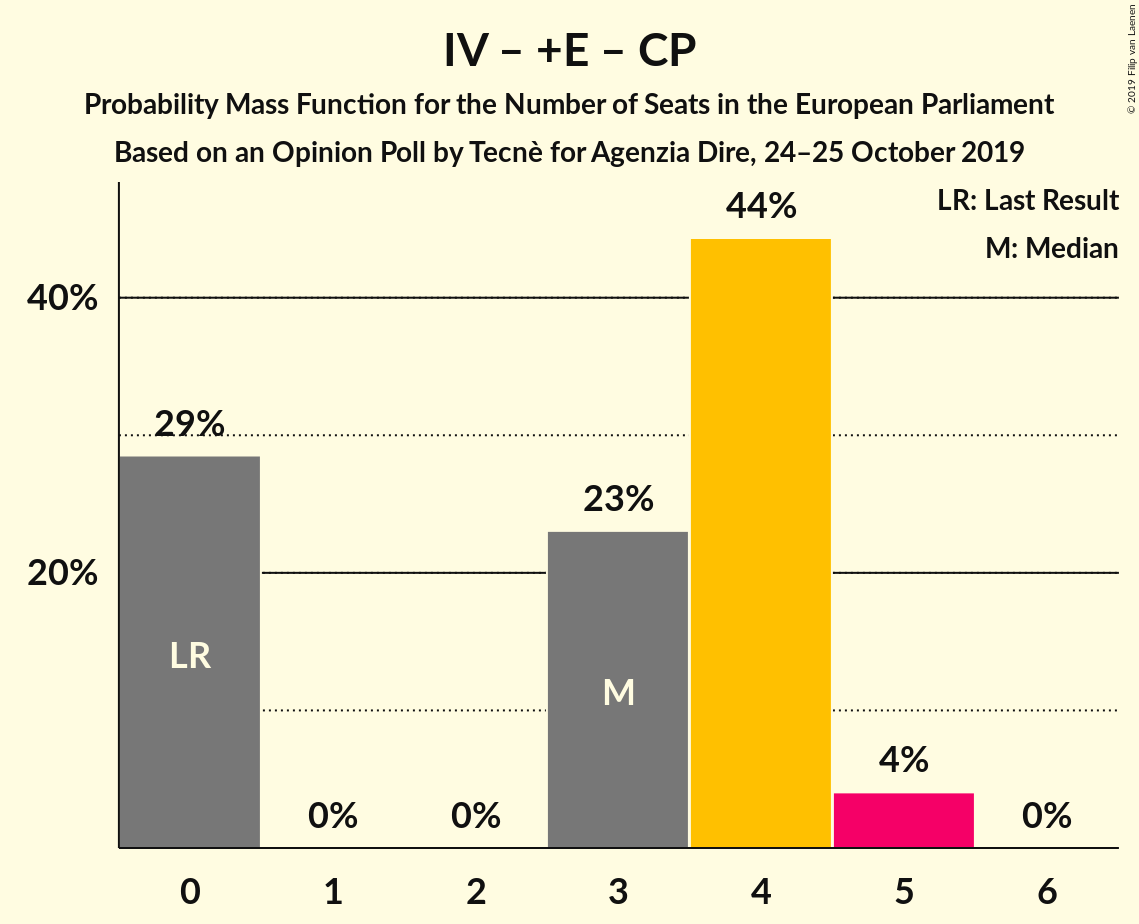 IV – +E – CP
Probability Mass Function for the Number of Seats in the European Parliament
Based on an Opinion Poll by Tecnè for Agenzia Dire, 24–25 October 2019
© 2019 Filip van Laenen
LR: Last Result
M: Median
44%
40%
29%
23%
20%
LR
M
4%
0%
0%
0%
0 1 2 3 4 5 6